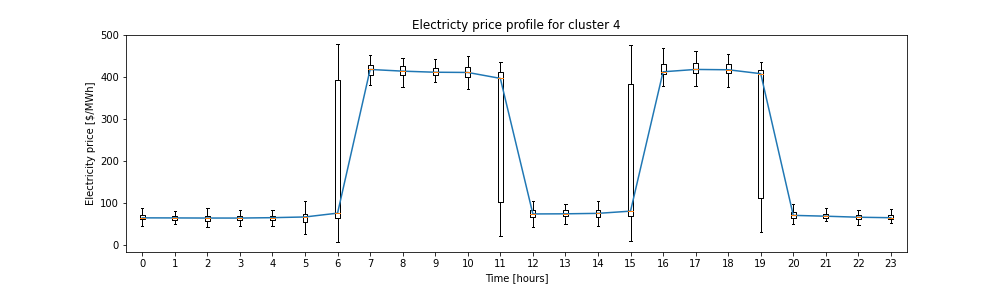 Electricty price profile for cluster 4
500
400
300
200
100
0
Electricity price [$/MWh]
0 1 2 3 4 5 6 7 8 9 10 11 12 13 14 15 16 17 18 19 20 21 22 23
Time [hours]